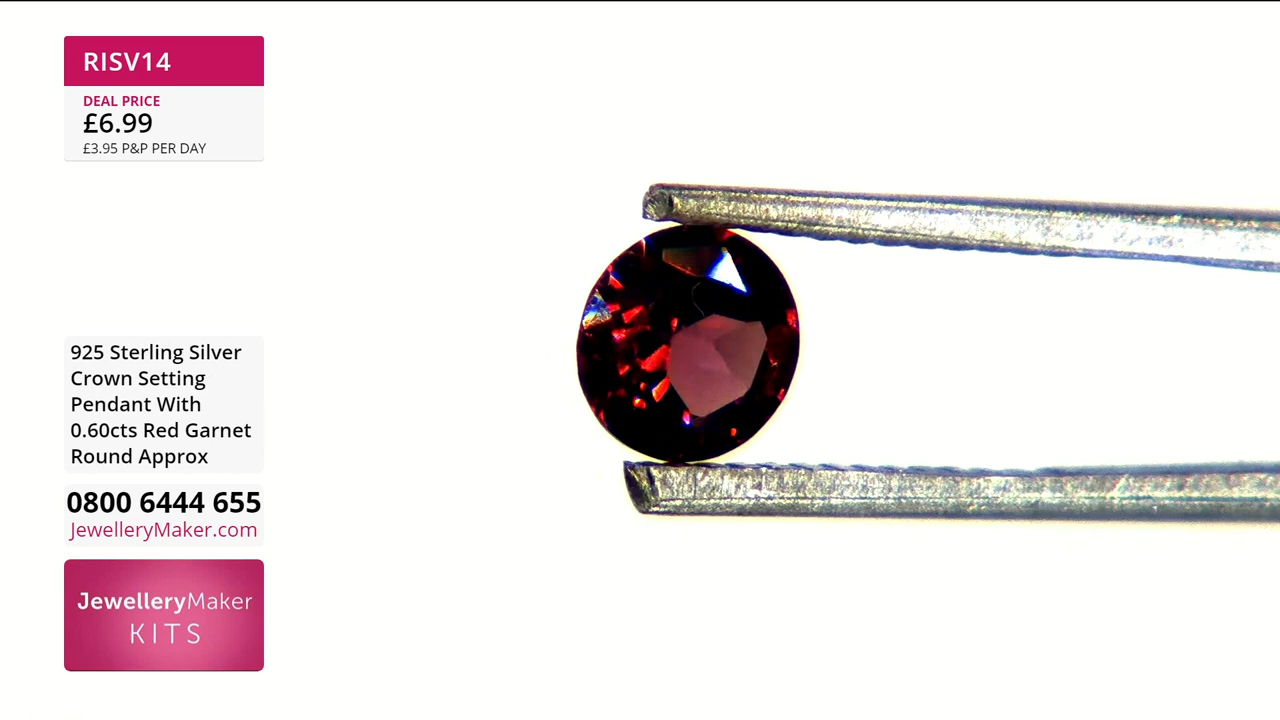 RISV14
DEAL PRICE
£6.99
£3.95 P&P PER DAY
925 Sterling Silver
Crown Setting
Pendant With
0.60cts Red Garnet
Round Approx
0800 6444 655
JewelleryMaker.com
JewelleryMaker
KITS